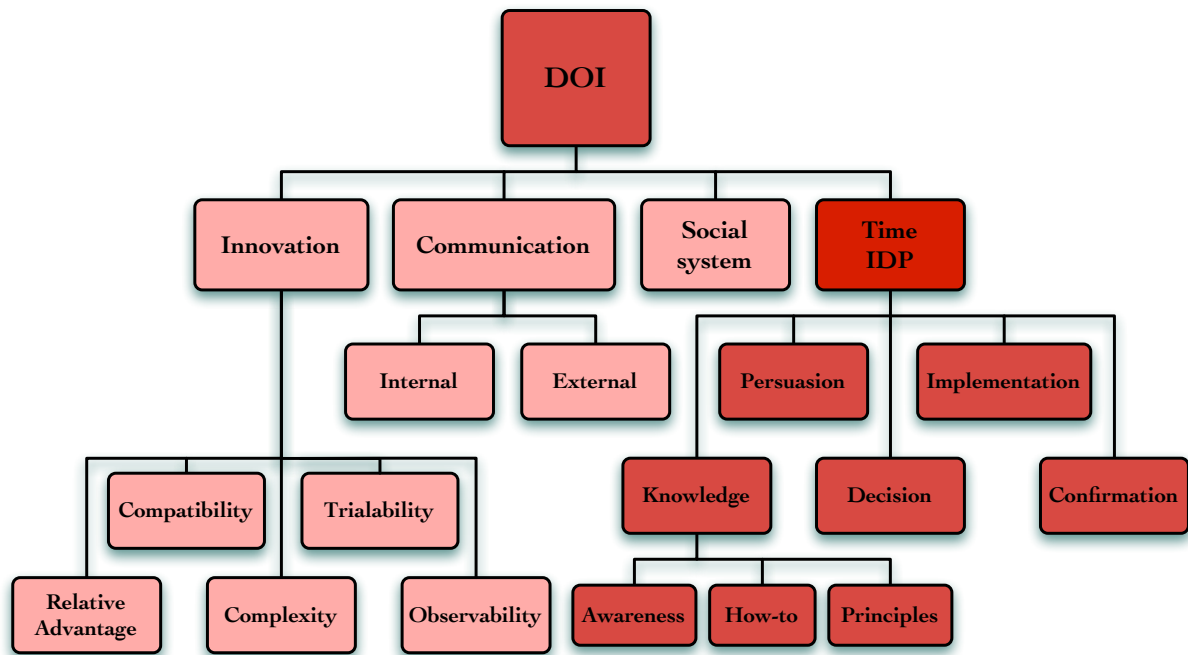 DOI
Innovation
Communication
Social
system
Time
IDP
Internal
External
Persuasion
Implementation
Compatibility
Trialability
Knowledge
Decision
Confirmation
Relative
Advantage
Complexity
Observability
Awareness
How-to
Principles